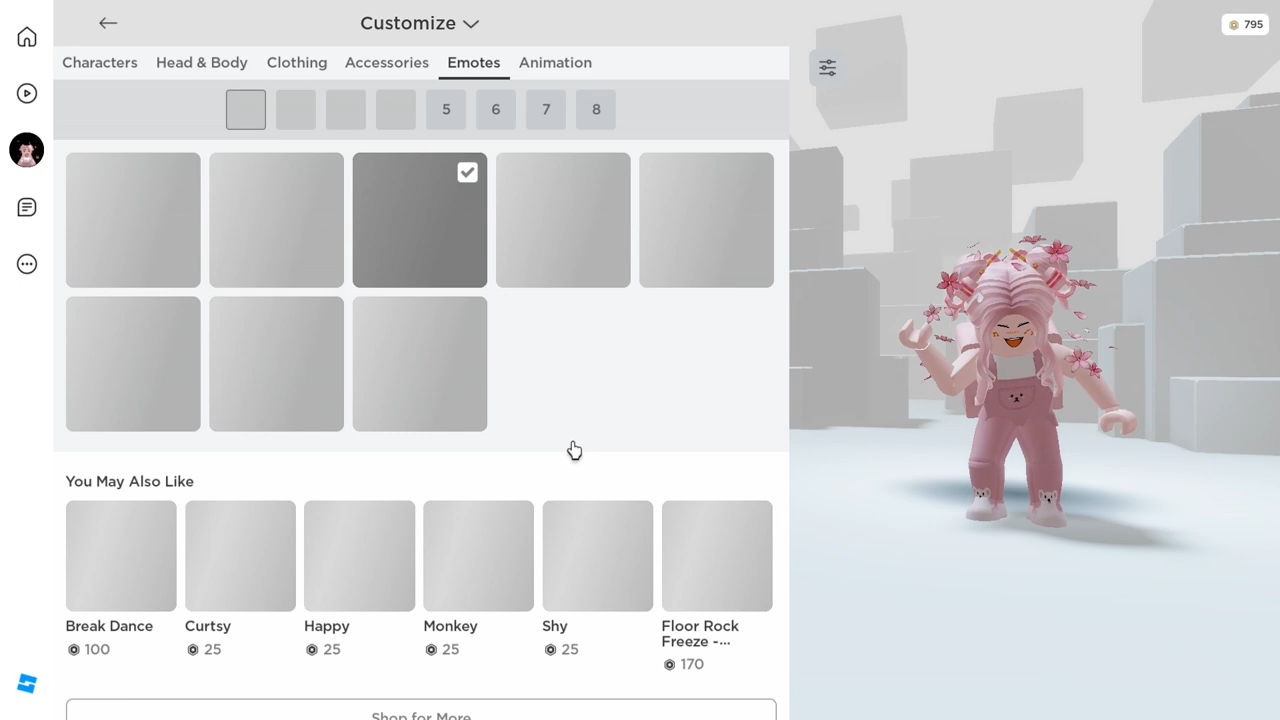 Customize
795
Characters
Head & Body
Clothing
Accessories
Emotes
Animation
5
6
7
8
You May Also Like
Break Dance
100
Curtsy
25
Happy
25
Monkey
25
Shy
25
Floor Rock
Freeze -...
170
Shop for More